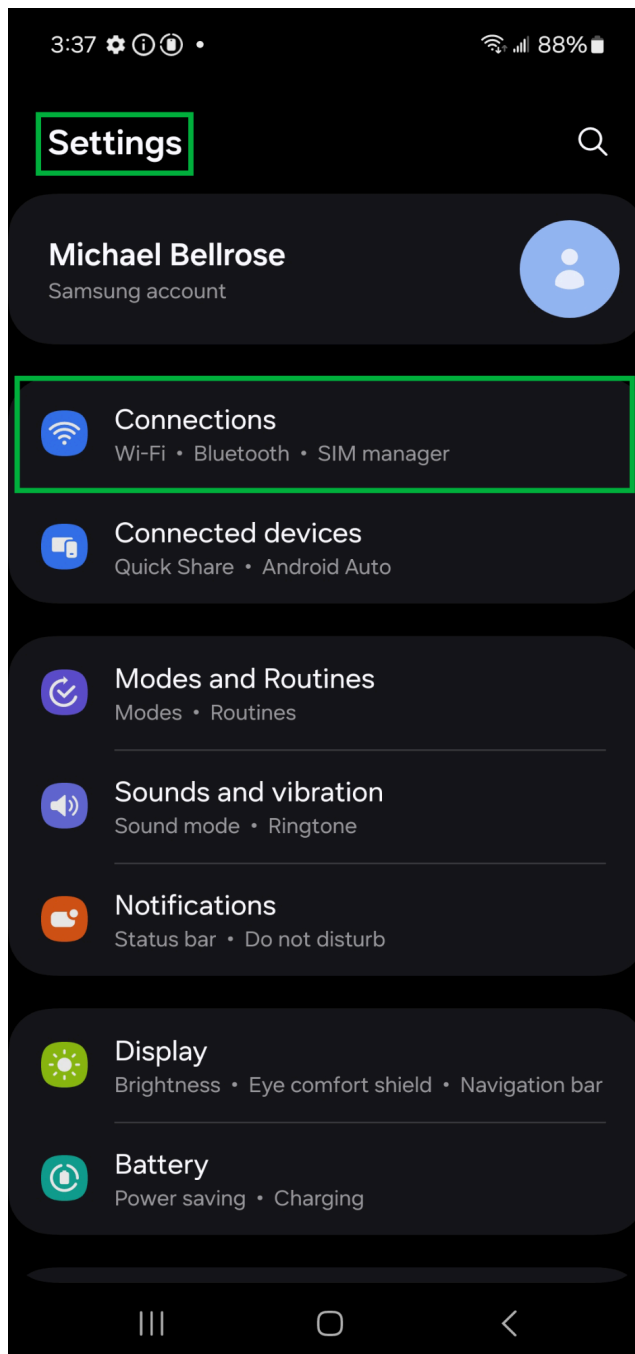 3:37 88%
Settings
Michael Bellrose
Samsung account
Connections
Wi-Fi • Bluetooth • SIM manager
Connected devices
Quick Share • Android Auto
Modes and Routines
Modes • Routines
Sounds and vibration
Sound mode • Ringtone
Notifications
Status bar • Do not disturb
Display
Brightness • Eye comfort shield • Navigation bar
Battery
Power saving • Charging